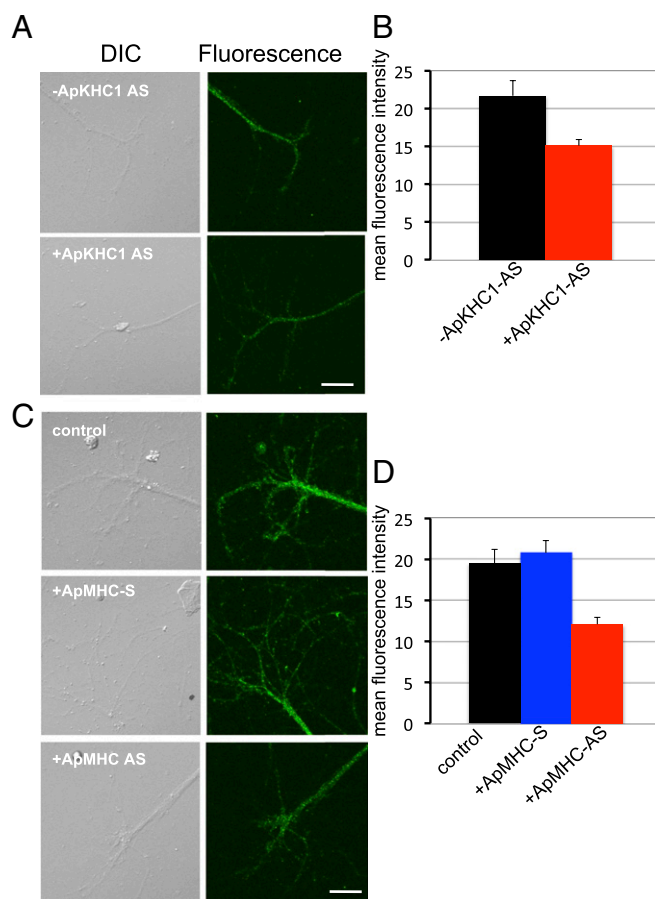 A
DIC
Fluorescence
-ApKHC1 AS
+ApKHC1 AS
B
mean fluorescence intensity
25
20
15
10
5
0
-ApKHC1-AS
+ApKHC1-AS
C
control
+ApMHC-S
+ApMHC AS
D
mean fluorescence intensity
25
20
15
10
5
0
control
+ApMHC-S
+ApMHC-AS